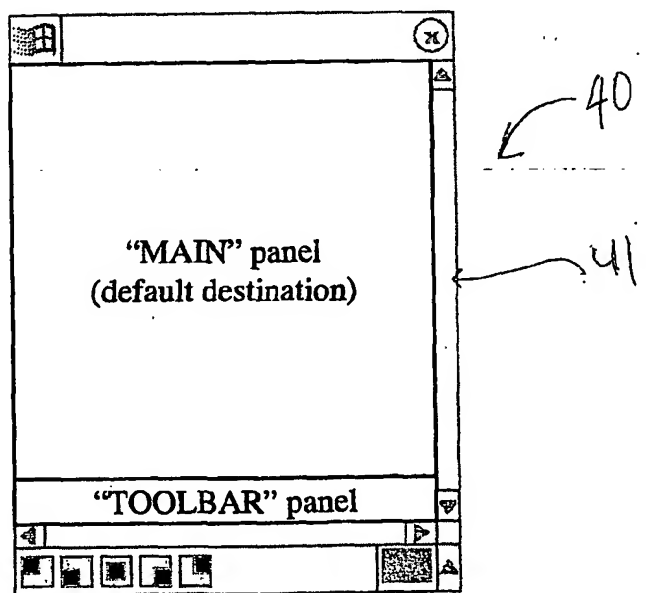 x
40
"MAIN" panel
(default destination)
41
"TOOLBAR" panel